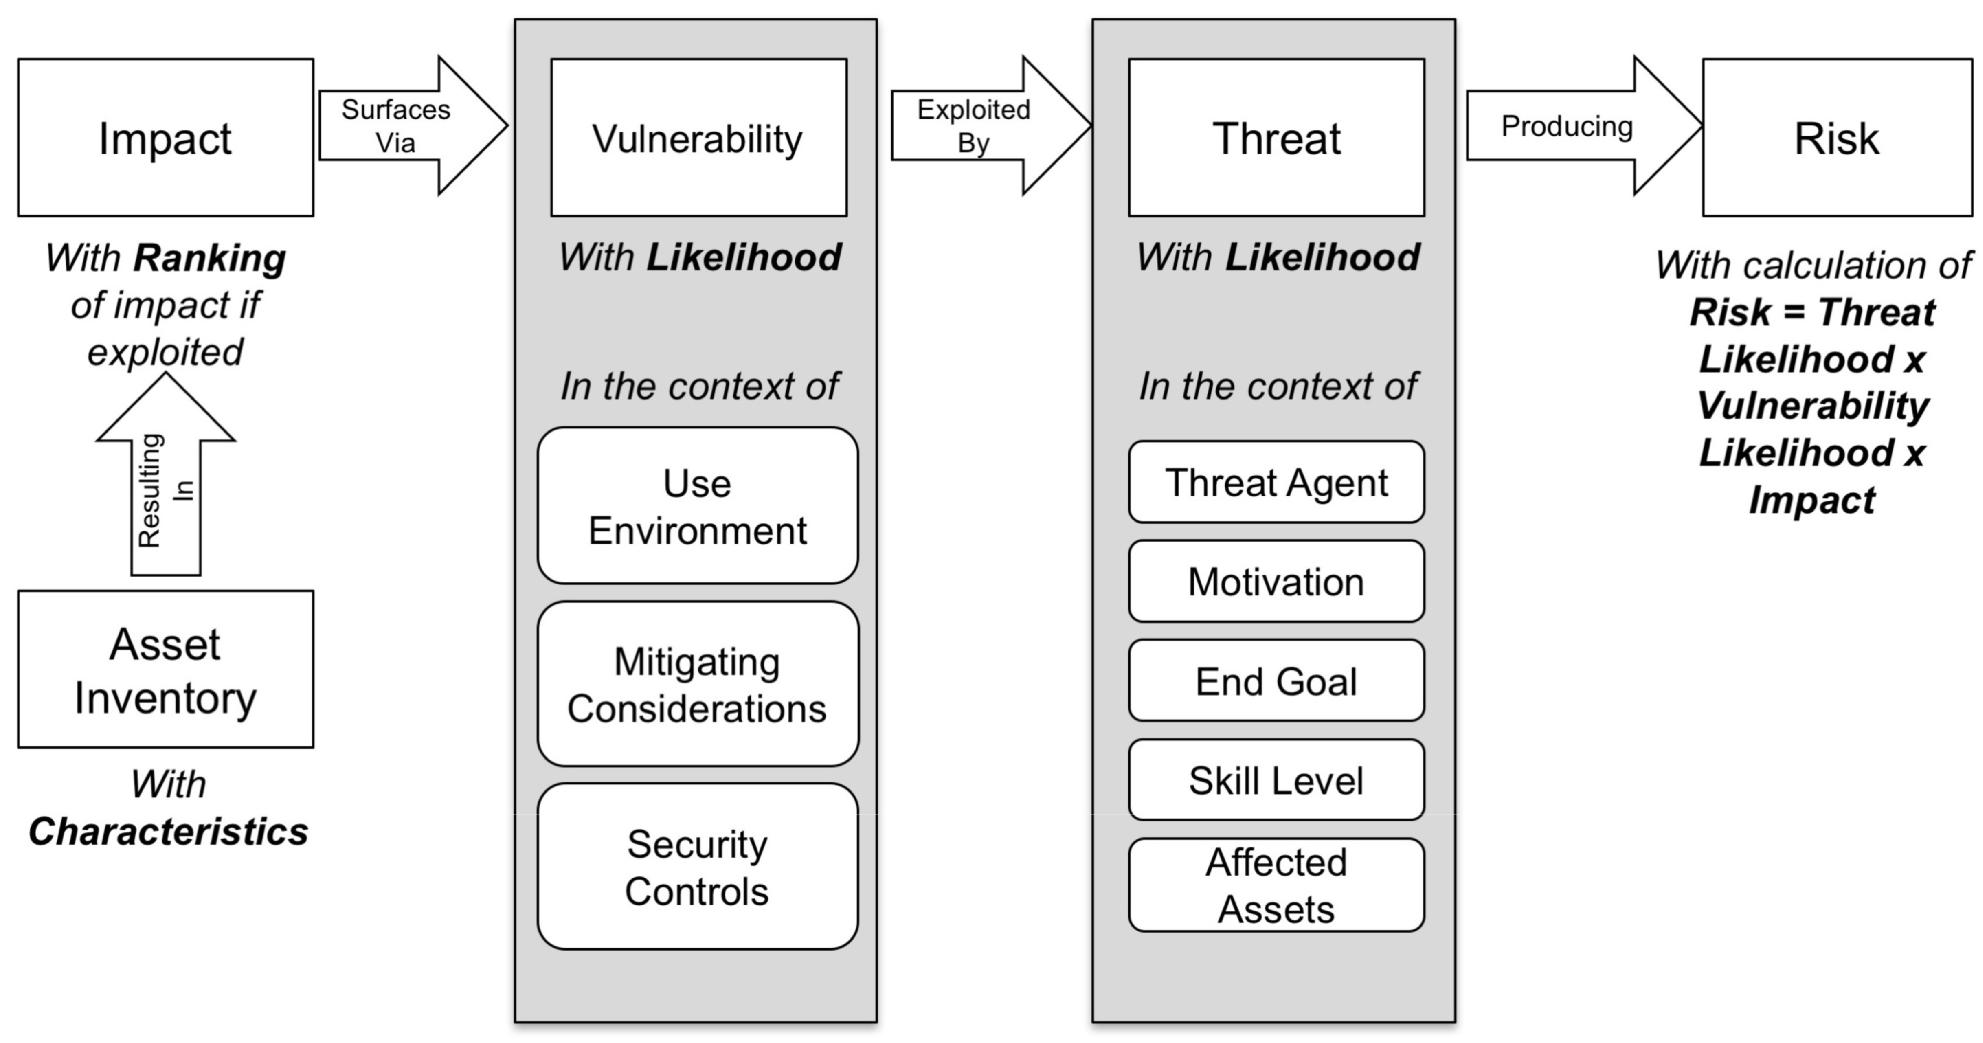 Impact
With Ranking
of impact if
exploited
Resulting
In
Asset
Inventory
With
Characteristics
Surfaces
Via
Vulnerability
With Likelihood
In the context of
Use
Environment
Mitigating
Considerations
Security
Controls
Exploited
By
Threat
With Likelihood
In the context of
Threat Agent
Motivation
End Goal
Skill Level
Affected
Assets
Producing
Risk
With calculation of
Risk = Threat
Likelihood x
Vulnerability
Likelihood x
Impact